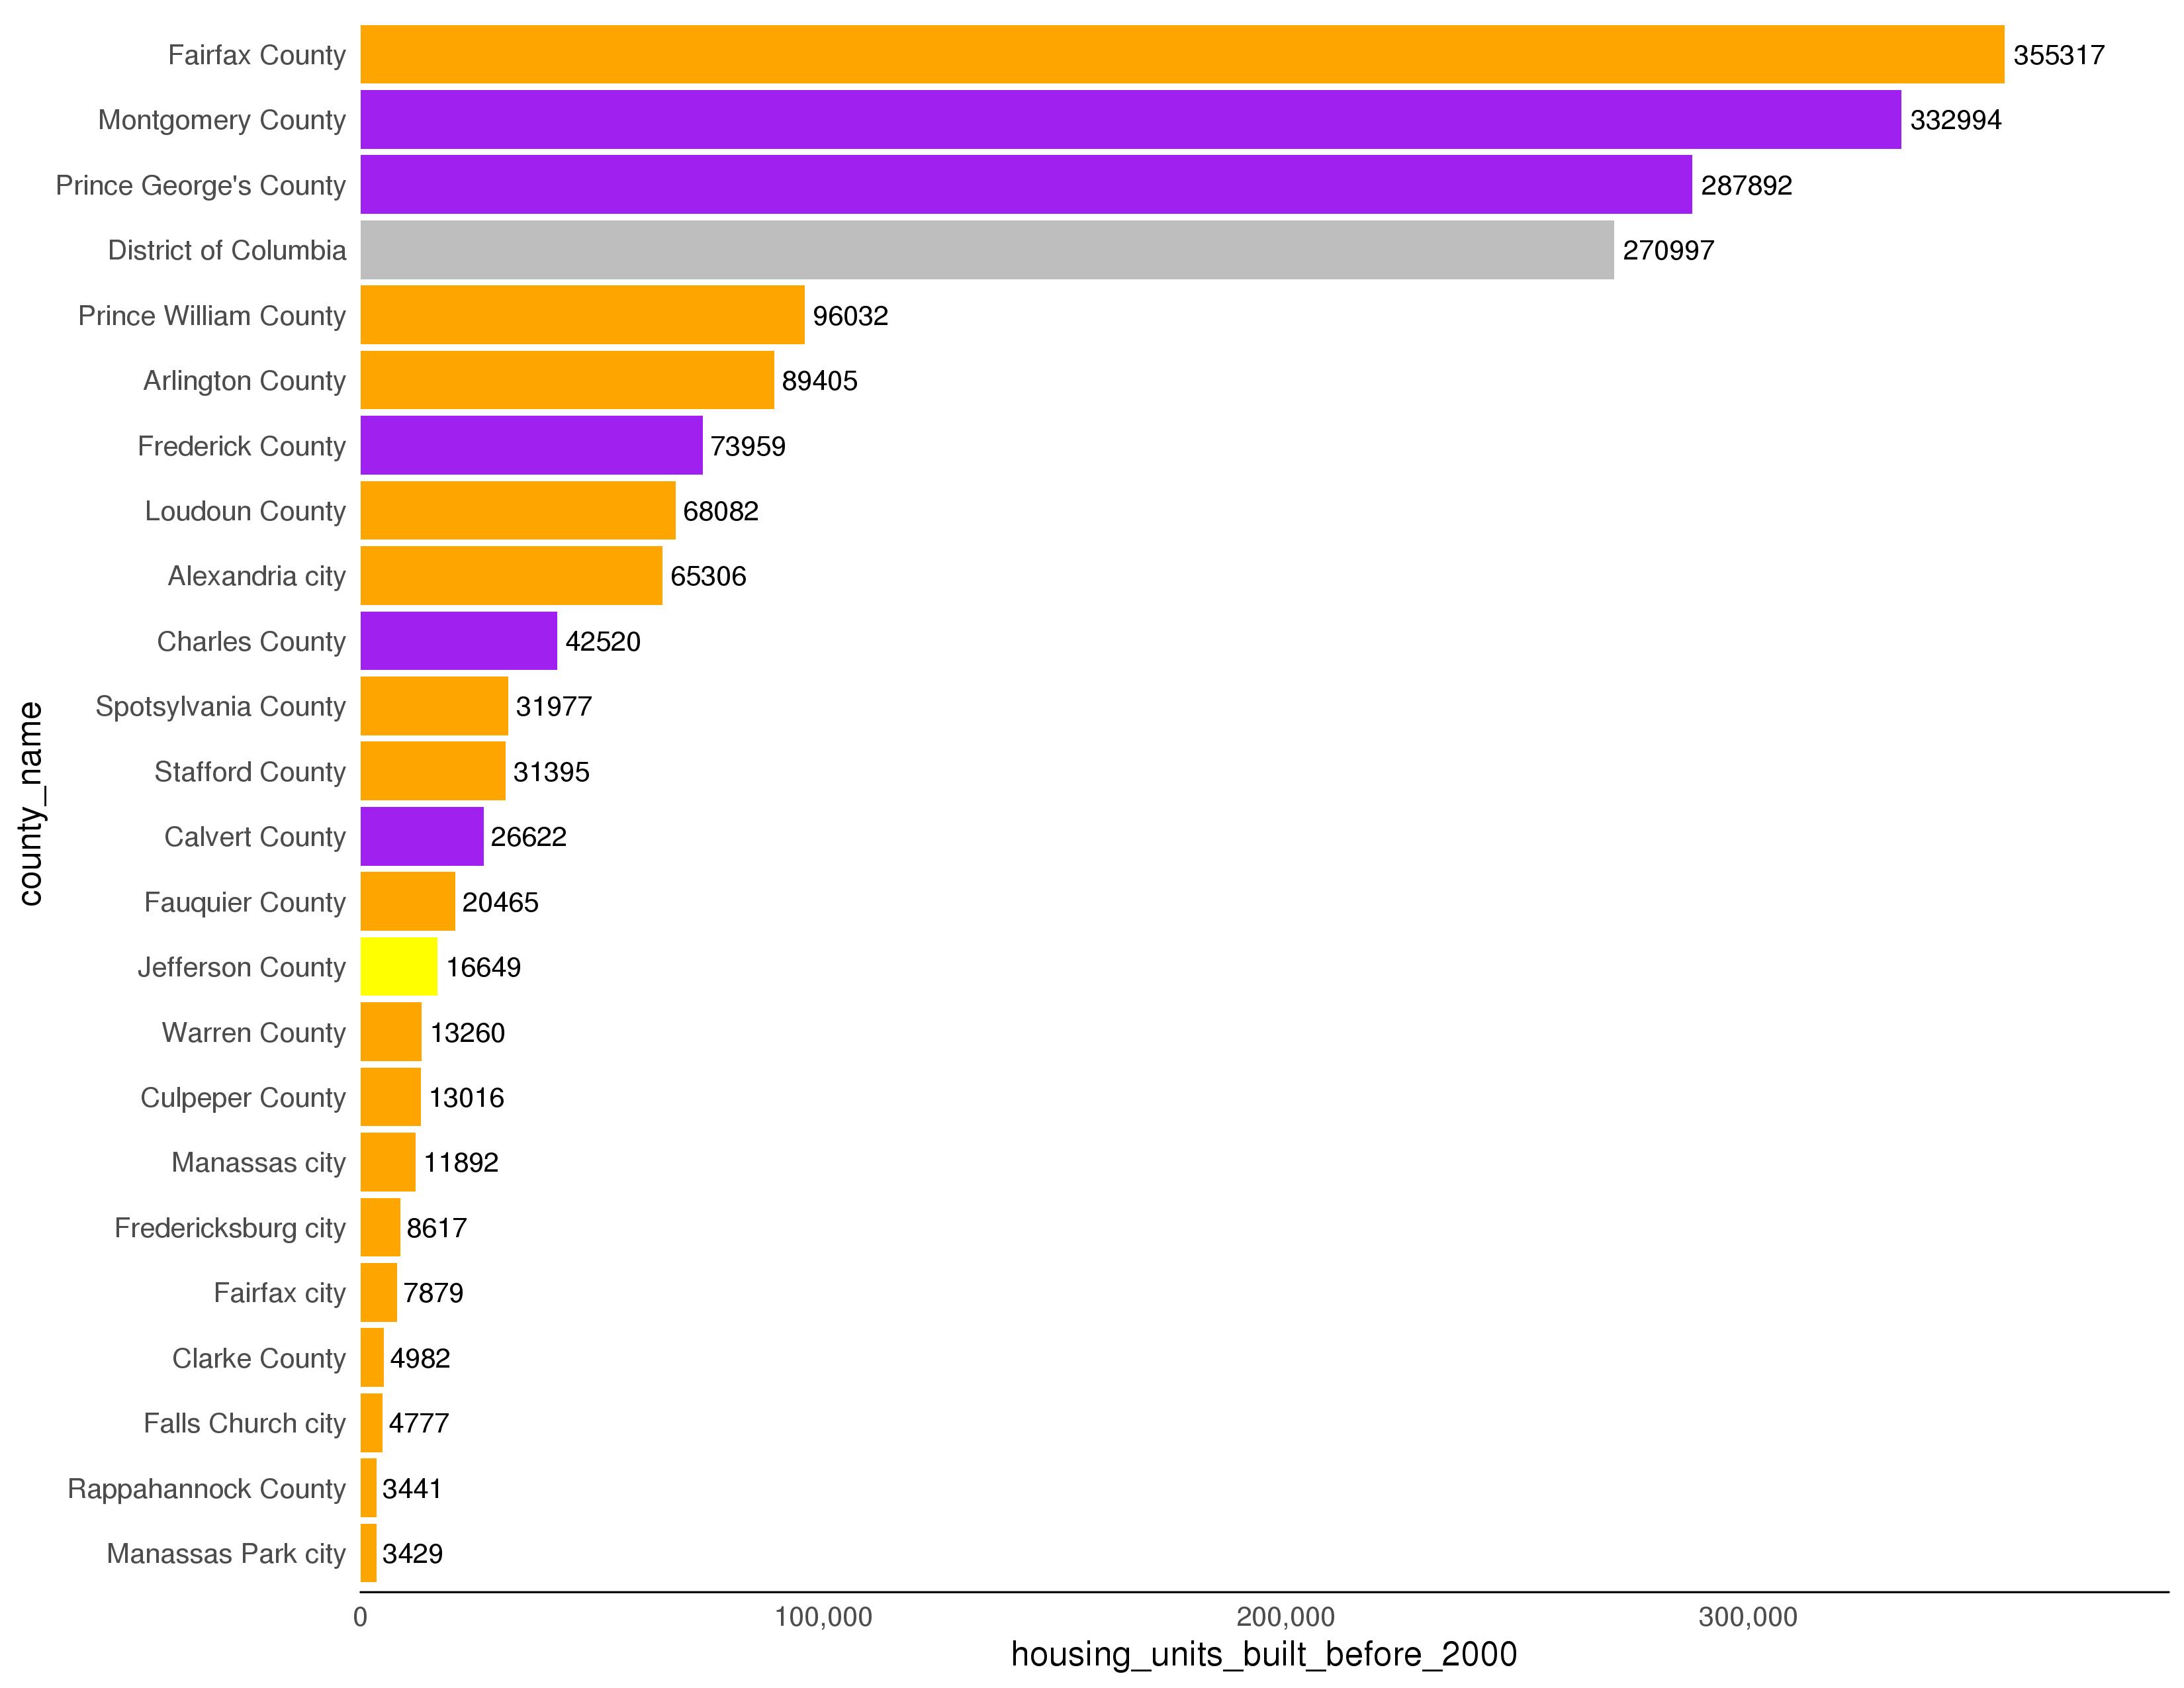 Fairfax County 355317
Montgomery County 332994
Prince George's County 287892
District of Columbia 270997
Prince William County 96032
Arlington County 89405
Frederick County 73959
Loudoun County 68082
Alexandria city 65306
Charles County 42520
Spotsylvania County 31977
Stafford County 31395
Calvert County 26622
Fauquier County 20465
Jefferson County 16649
Warren County 13260
Culpeper County 13016
Manassas city 11892
Fredericksburg city 8617
Fairfax city 7879
Clarke County 4982
Falls Church city 4777
Rappahannock County 3441
Manassas Park city 3429
county_name
0 100,000 200,000 300,000
housing_units_built_before_2000